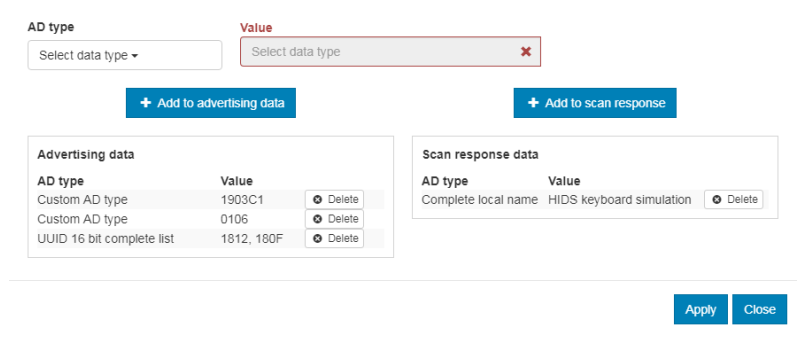 AD type Value
Select data type Select data type
+ Add to advertising data + Add to scan response
Advertising data
AD type Value
Custom AD type 1903C1 Delete
Custom AD type 0106 Delete
UUID 16 bit complete list 1812, 180F Delete
Scan response data
AD type Value
Complete local name HIDS keyboard simulation Delete
Apply Close